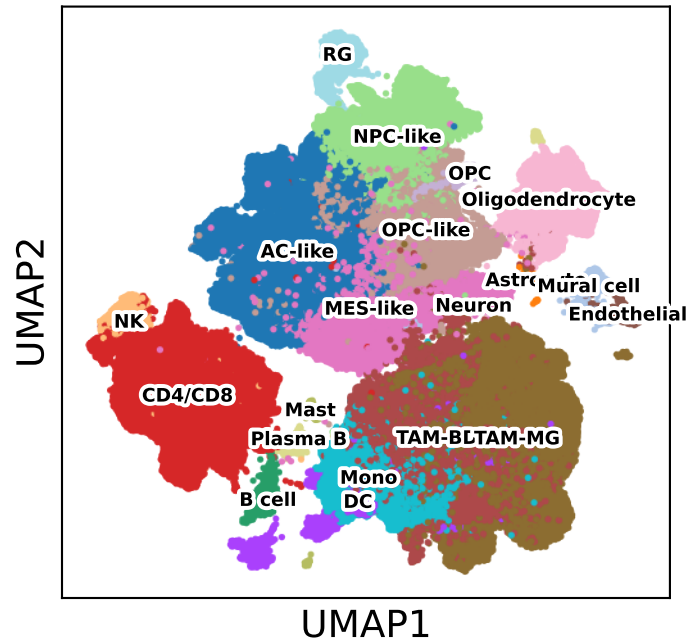 RG
NPC-like
OPC
Oligodendrocyte
OPC-like
AC-like
Mural cell
Neuron
MES-like
Endothelial
NK
CD4/CD8
Mast
Plasma B
TAM-MG
Mono
B cell
DC
UMAP1
UMAP2